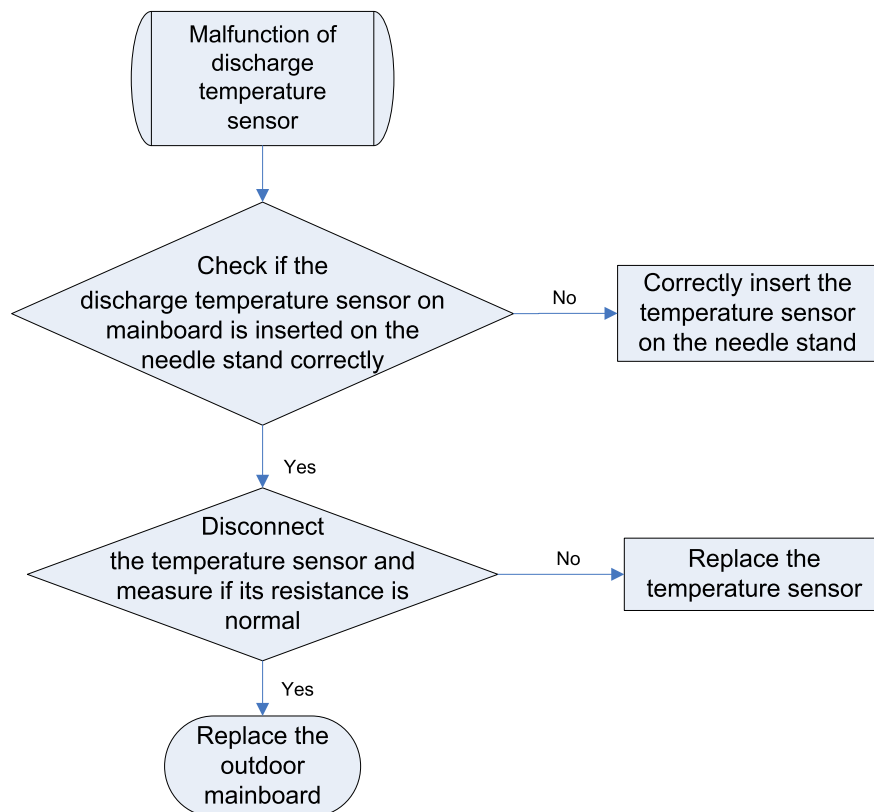 Malfunction of
discharge
temperature
sensor
Check if the
discharge temperature sensor on
mainboard is inserted on the
needle stand correctly
No
Correctly insert the
temperature sensor
on the needle stand
Yes
Disconnect
the temperature sensor and
measure if its resistance is
normal
No
Replace the
temperature sensor
Yes
Replace the
outdoor
mainboard